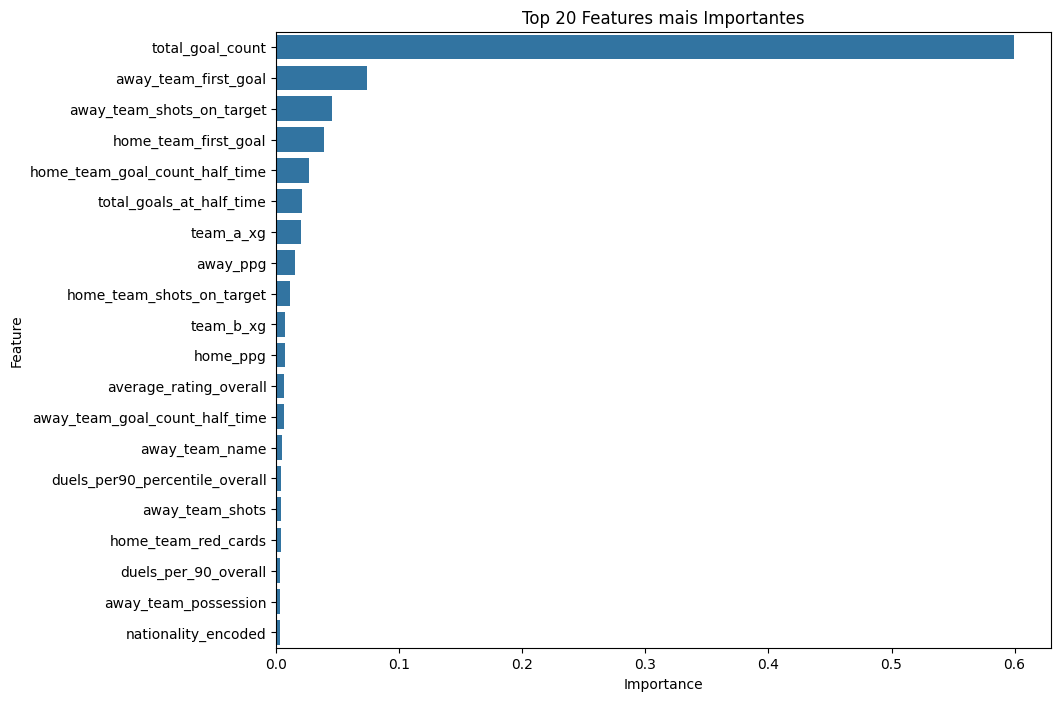 Top 20 Features mais Importantes
total_goal_count
away_team_first_goal
away_team_shots_on_target
home_team_first_goal
home_team_goal_count_half_time
total_goals_at_half_time
team_a_xg
away_ppg
home_team_shots_on_target
team_b_xg
home_ppg
average_rating_overall
away_team_goal_count_half_time
away_team_name
duels_per90_percentile_overall
away_team_shots
home_team_red_cards
duels_per_90_overall
away_team_possession
nationality_encoded
Feature
0.0 0.1 0.2 0.3 0.4 0.5 0.6
Importance